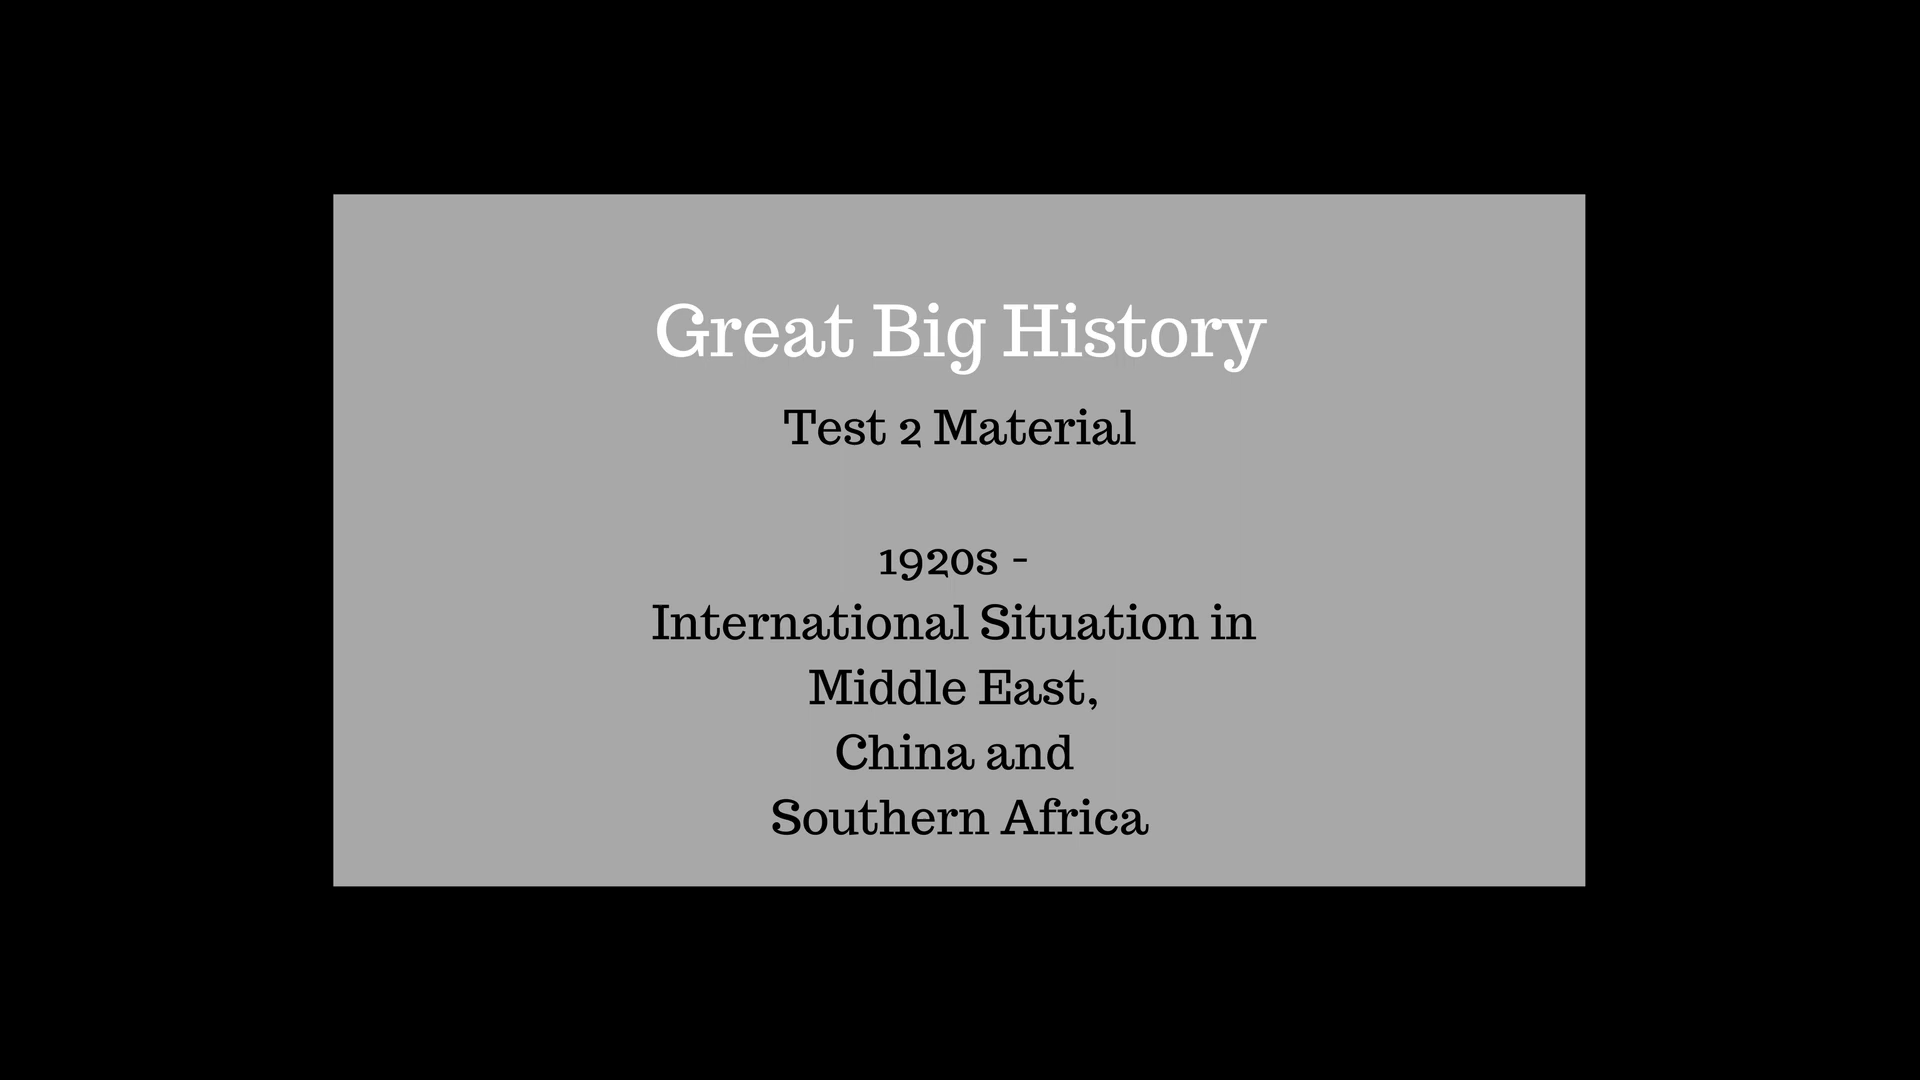 Great Big History
Test 2 Material
1920s -
International Situation in
Middle East,
China and
Southern Africa